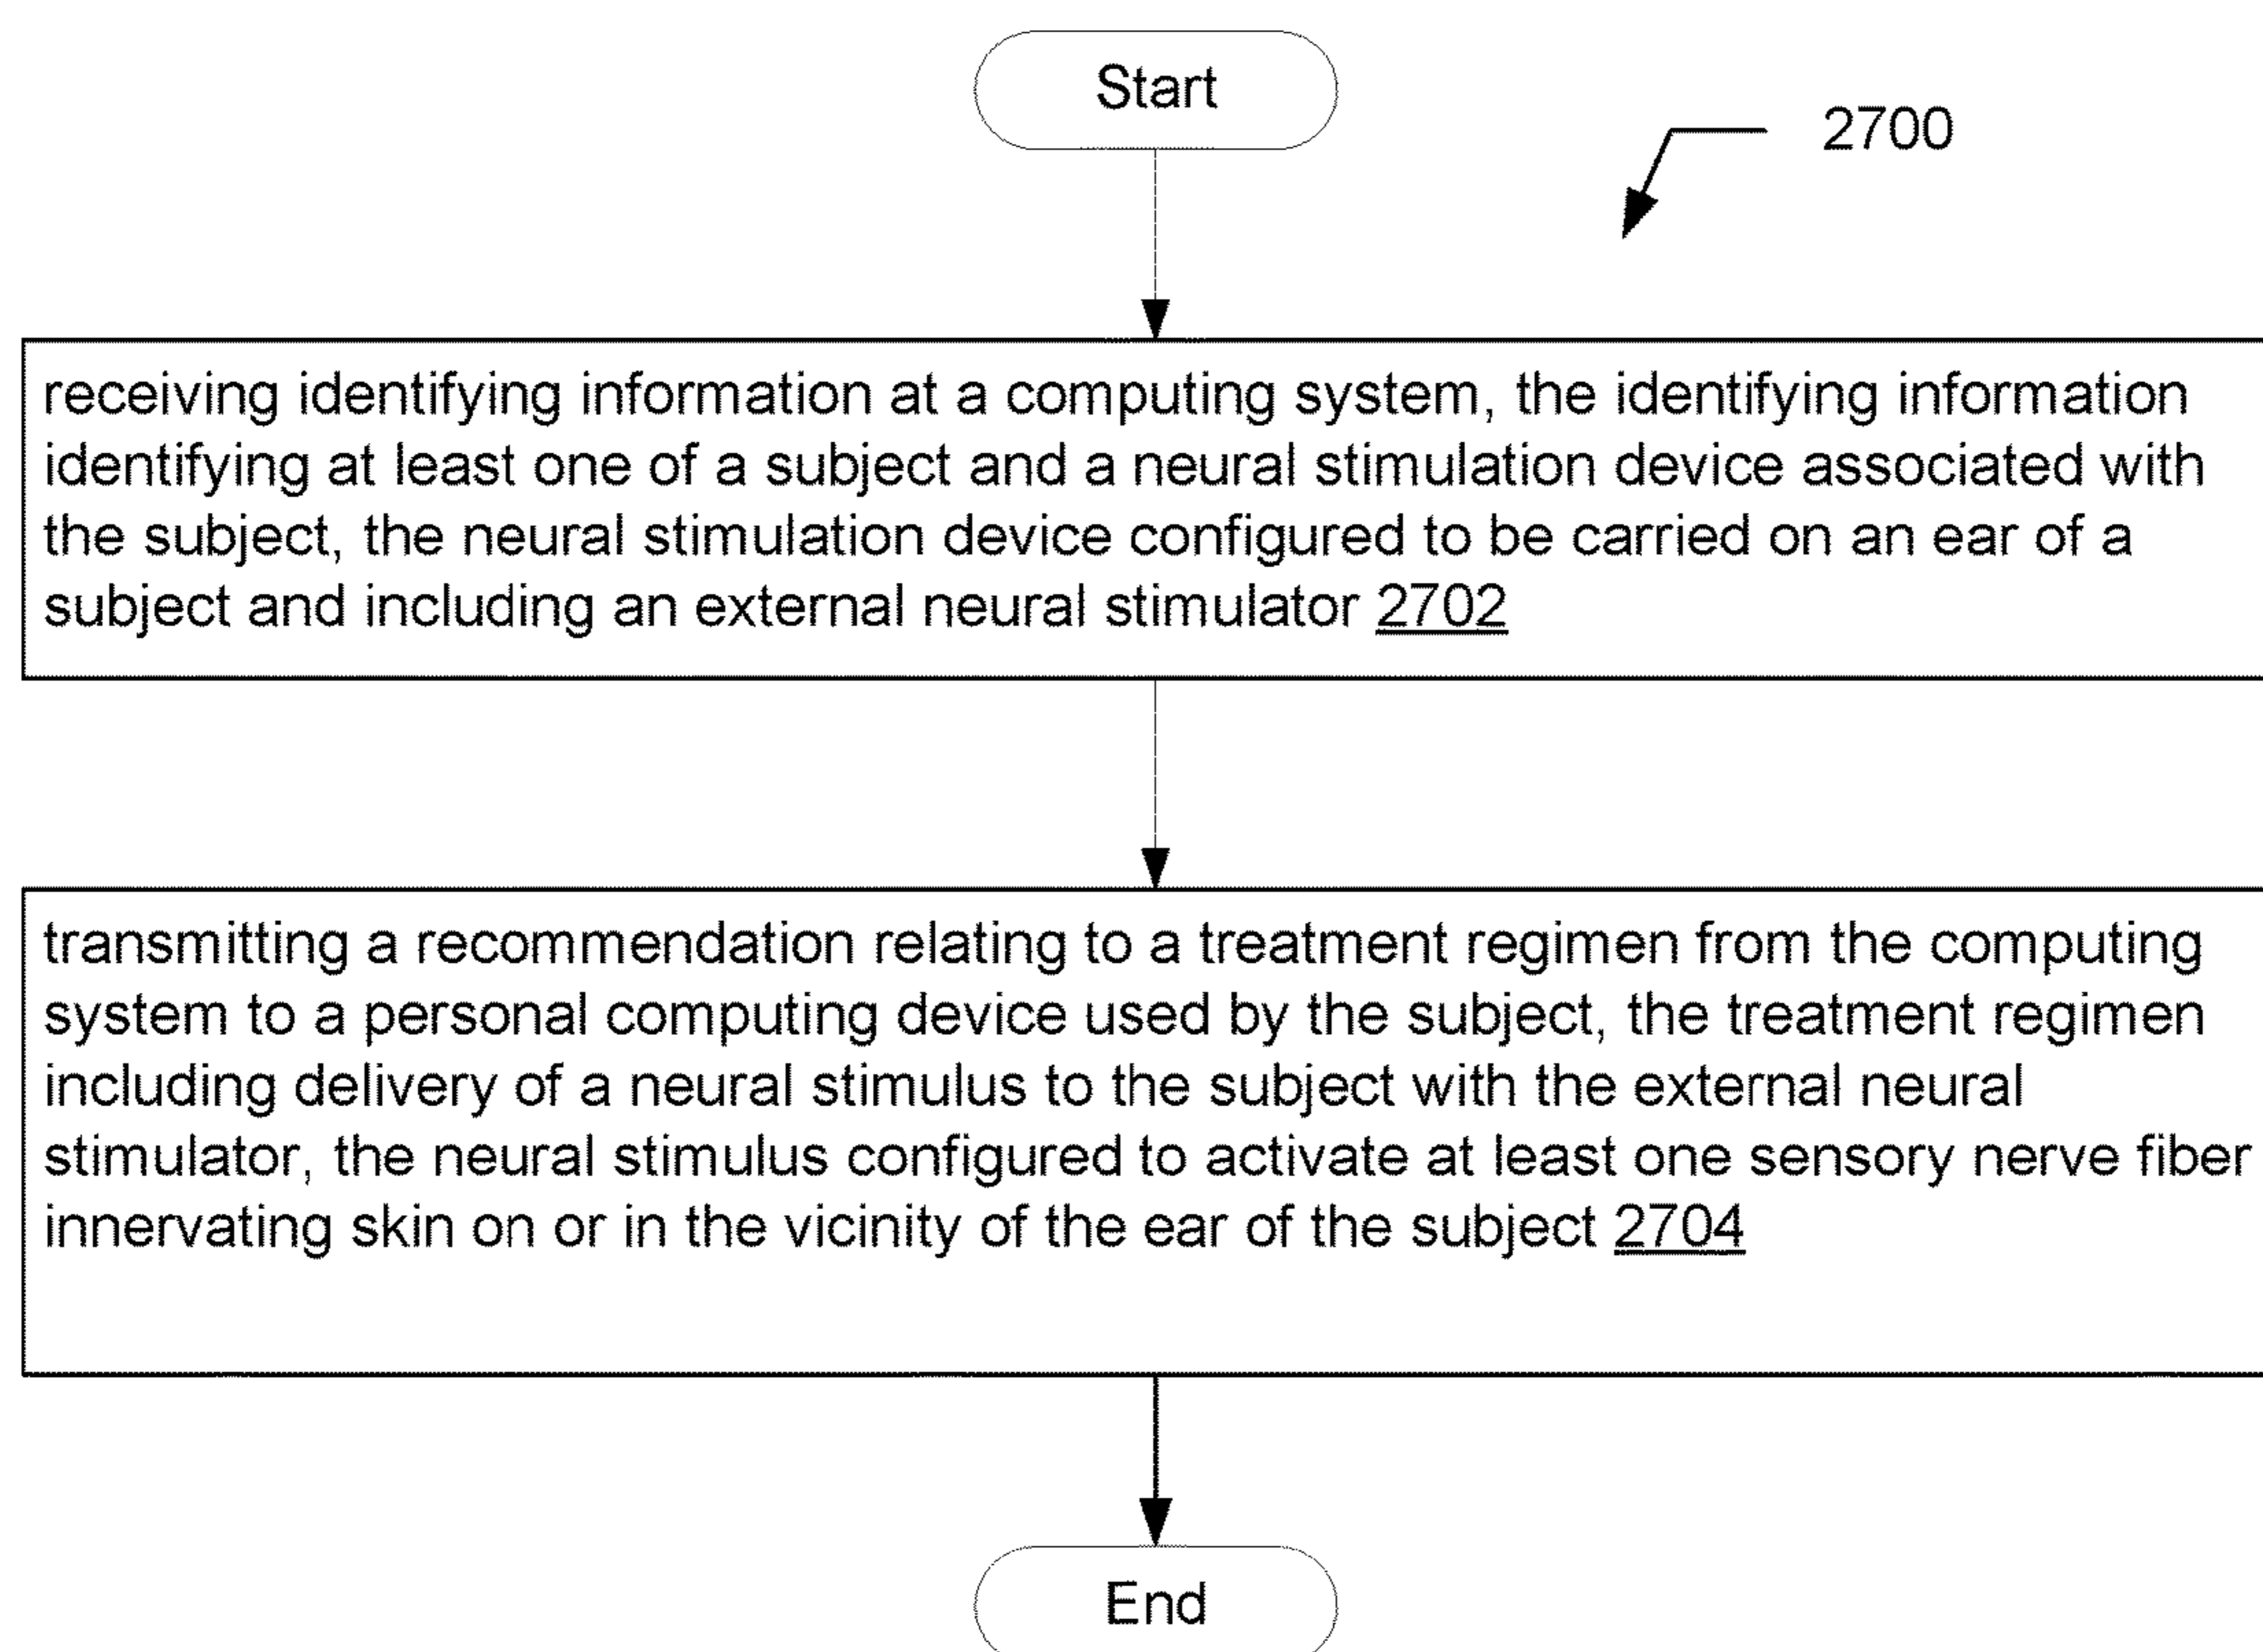 Start
2700
receiving identifying information at a computing system, the identifying information
identifying at least one of a subject and a neural stimulation device associated with
the subject, the neural stimulation device configured to be carried on an ear of a
subject and including an external neural stimulator 2702
transmitting a recommendation relating to a treatment regimen from the computing
system to a personal computing device used by the subject, the treatment regimen
including delivery of a neural stimulus to the subject with the external neural
stimulator, the neural stimulus configured to activate at least one sensory nerve fiber
innervating skin on or in the vicinity of the ear of the subject 2704
End